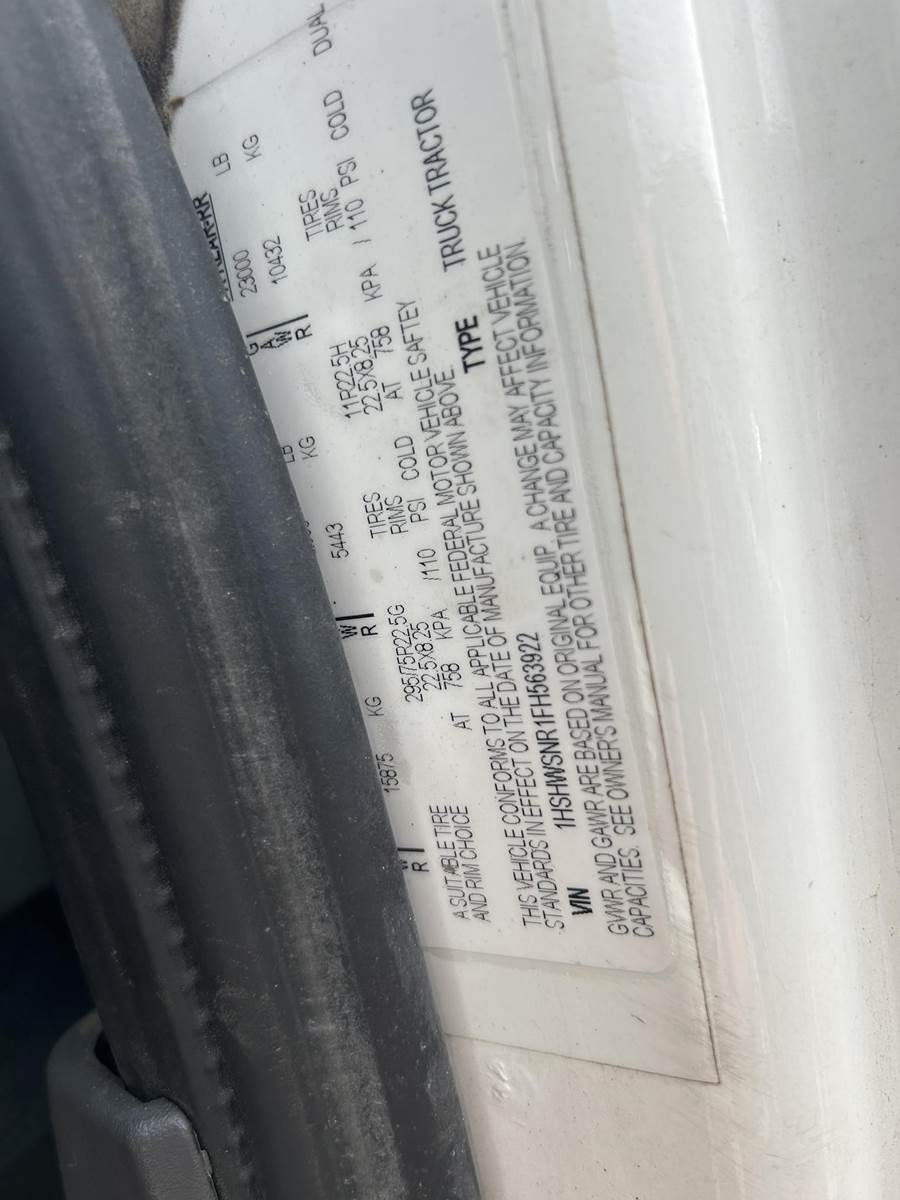 23000 LB
G A W R 10432 KG
W R 5443 KG
R 15875 KG
A SUITABLE TIRE 295/75R22.5G TIRES 11R22.5H TIRES
AND RIM CHOICE 22.5X8.25 RIMS 22.5X8.25 RIMS
AT 758 KPA /110 PSI COLD AT 758 KPA / 110 PSI COLD DUAL
THIS VEHICLE CONFORMS TO ALL APPLICABLE FEDERAL MOTOR VEHICLE SAFTEY
STANDARDS IN EFFECT ON THE DATE OF MANUFACTURE SHOWN ABOVE.
VIN 1HSHWSNR1FH563922 TYPE TRUCK TRACTOR
GVWR AND GAWR ARE BASED ON ORIGINAL EQUIP. A CHANGE MAY AFFECT VEHICLE
CAPACITIES. SEE OWNER'S MANUAL FOR OTHER TIRE AND CAPACITY INFORMATION.